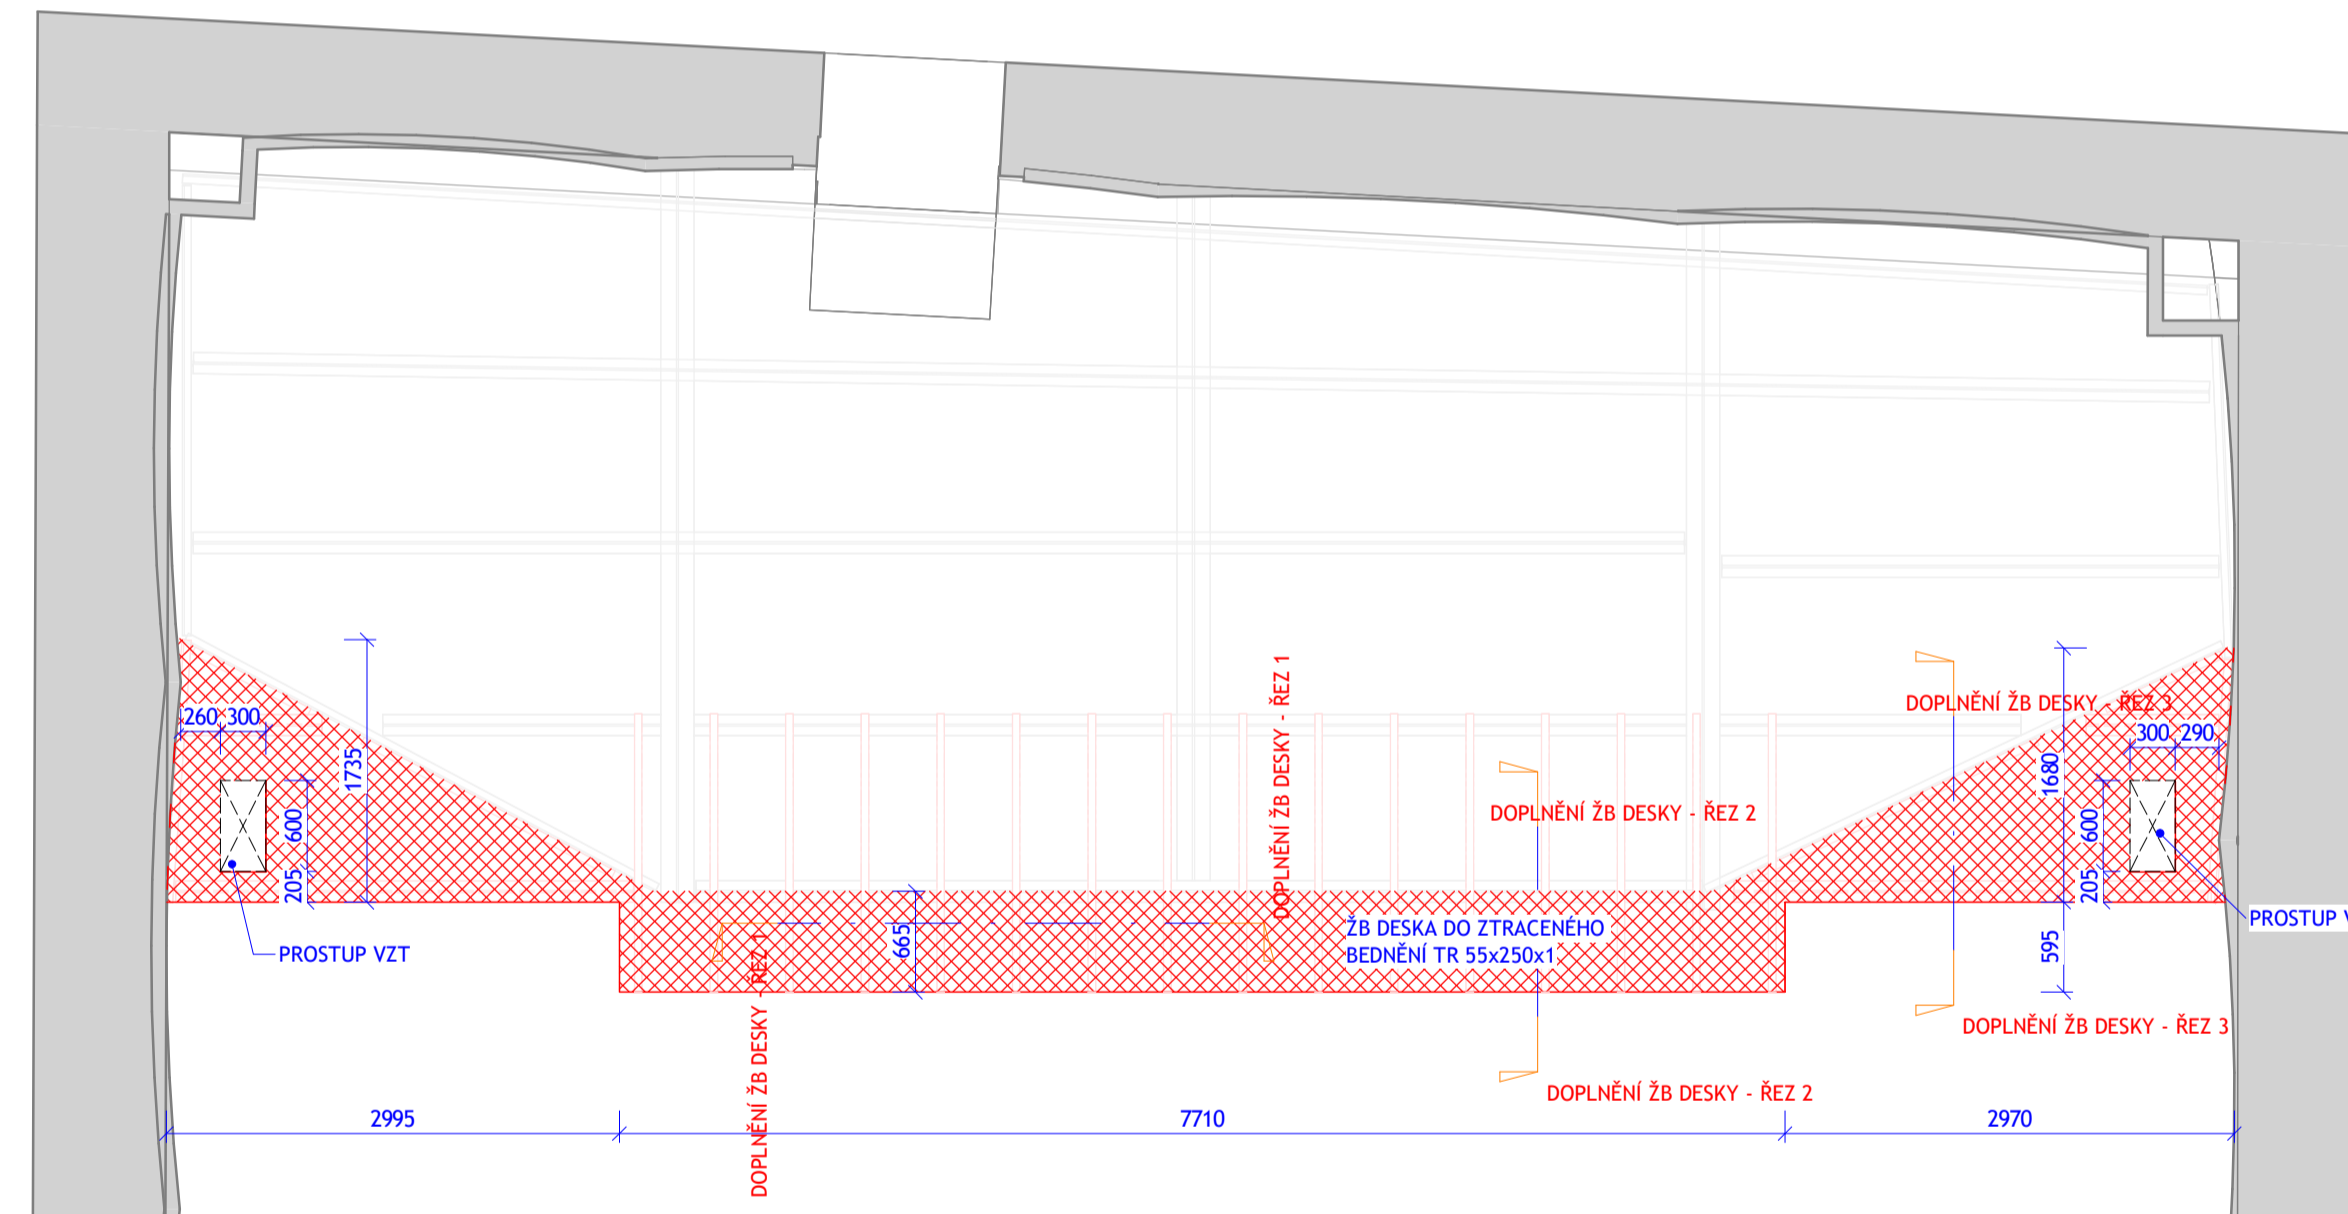 DOPLNĚNÍ ŽB DESKY - ŘEZ 1
DOPLNĚNÍ ŽB DESKY - ŘEZ 3
260
300
1735
300
290
1680
DOPLNĚNÍ ŽB DESKY - ŘEZ 2
600
600
205
205
PROSTUP V
ŽB DESKA DO ZTRACENÉHO
BEDNĚNÍ TR 55x250x1
665
595
PROSTUP VZT
DOPLNĚNÍ ŽB DESKY - ŘEZ 1
DOPLNĚNÍ ŽB DESKY - ŘEZ 3
DOPLNĚNÍ ŽB DESKY - ŘEZ 2
2995
7710
2970